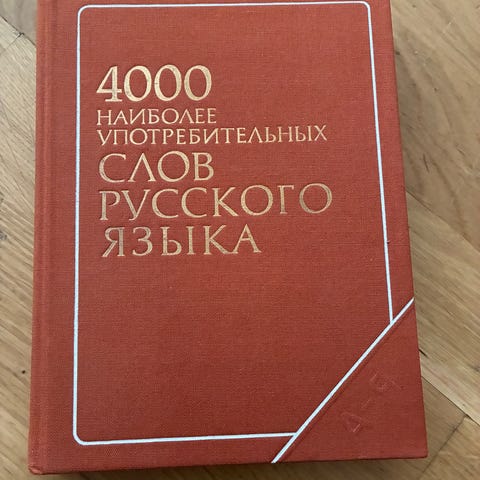 4000
НАИБОЛЕЕ
УПОТРЕБИТЕЛЬНЫХ
СЛОВ
РУССКОГО
ЯЗЫКА